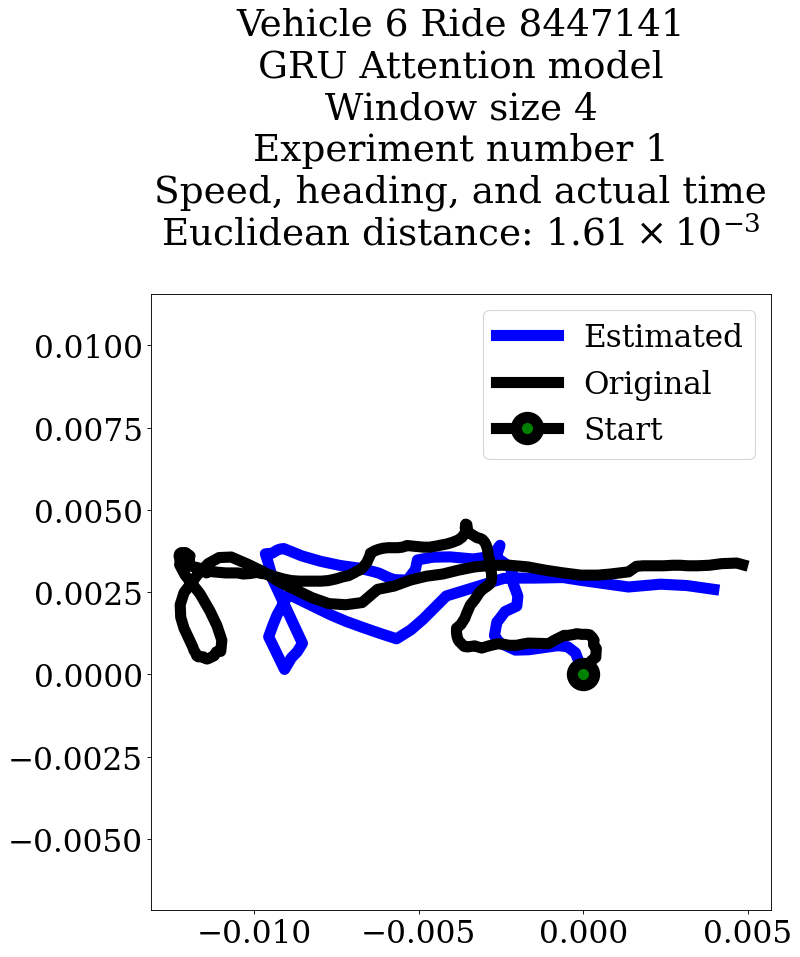 Vehicle 6 Ride 8447141
GRU Attention model
Window size 4
Experiment number 1
Speed, heading, and actual time
Euclidean distance: 1.61 × 10⁻³
Estimated
Original
Start
0.0100
0.0075
0.0050
0.0025
0.0000
−0.0025
−0.0050
−0.010 −0.005 0.000 0.005